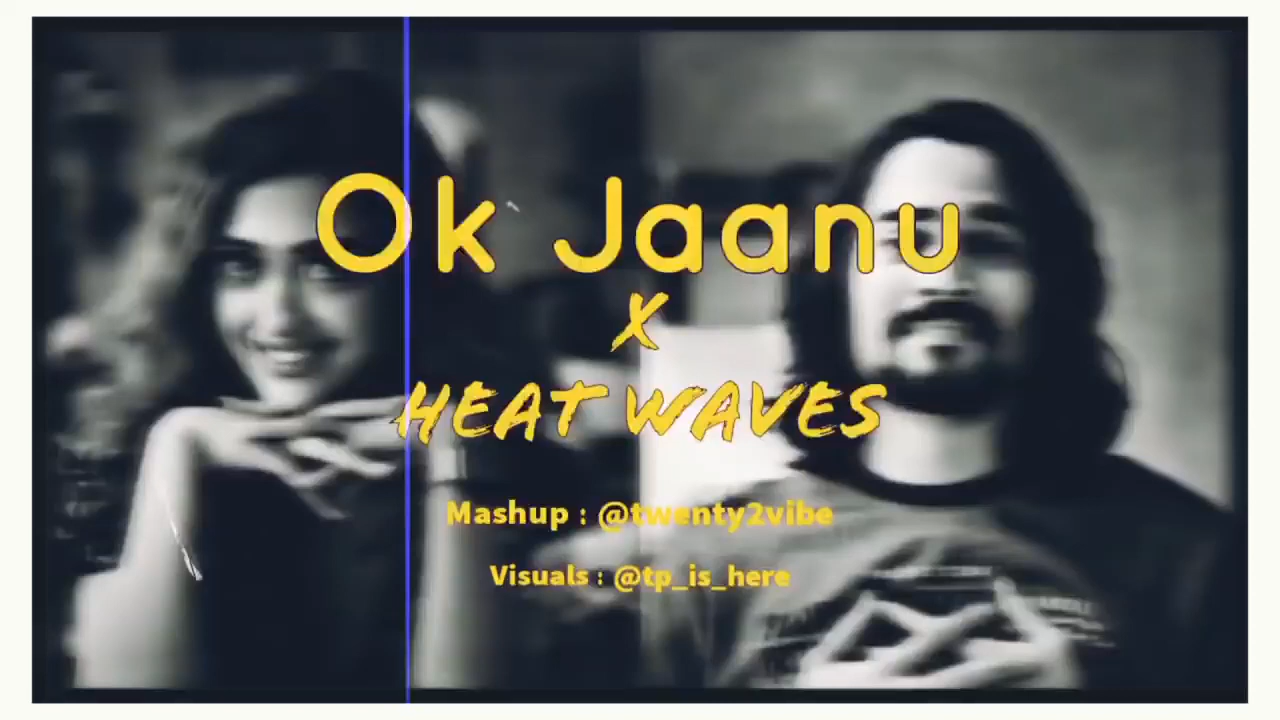 Ok Jaanu
X
HEAT WAVES
Mashup : @twenty2vibe
Visuals : @tp_is_here